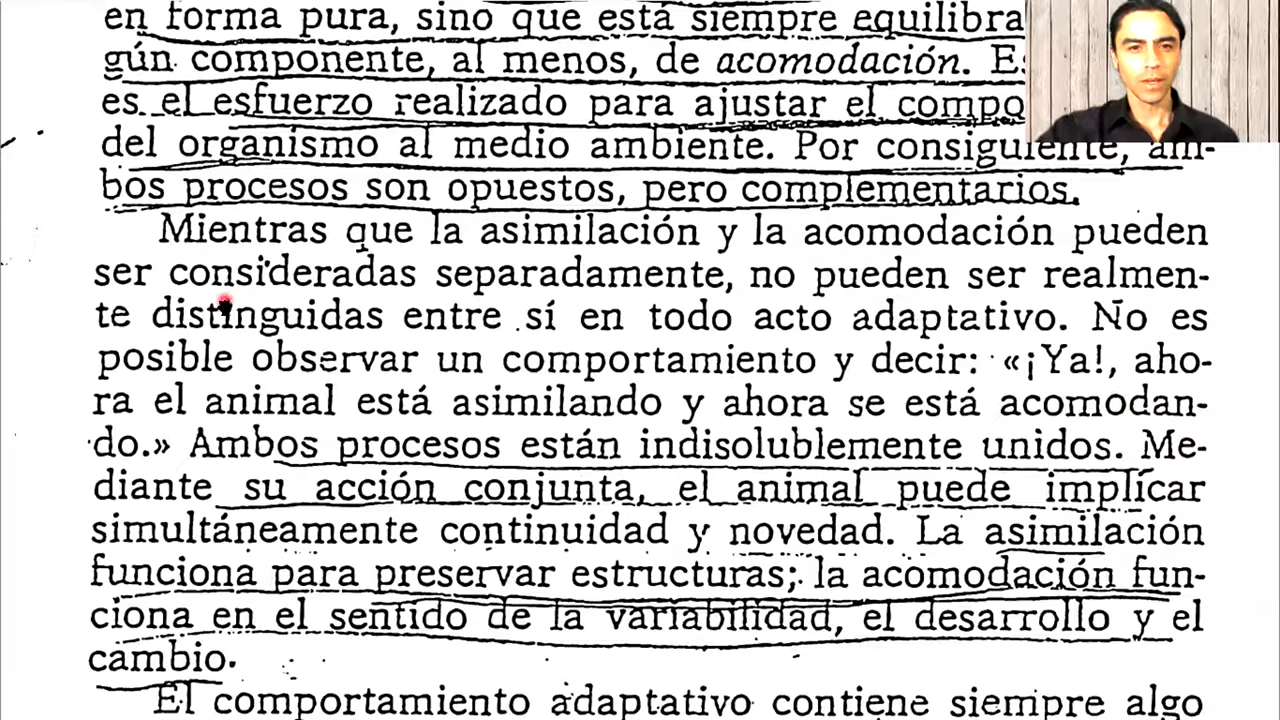 en forma pura, sino que está siempre equilibra
gún componente, al menos, de acomodación.
es el esfuerzo realizado para ajustar el compo
del organismo al medio ambiente. Por consiguiente, am-
bos procesos son opuestos, pero complementarios.
Mientras que la asimilación y la acomodación pueden
ser consideradas separadamente, no pueden ser realmen-
te distinguidas entre sí en todo acto adaptativo. No es
posible observar un comportamiento y decir: «¡Ya!, aho-
ra el animal está asimilando y ahora se está acomodan-
do.» Ambos procesos están indisolublemente unidos. Me-
diante su acción conjunta, el animal puede implicar
simultáneamente continuidad y novedad. La asimilación
funciona para preservar estructuras; la acomodación fun-
ciona en el sentido de la variabilidad, el desarrollo y el
cambio.
El comportamiento adaptativo contiene siempre algo